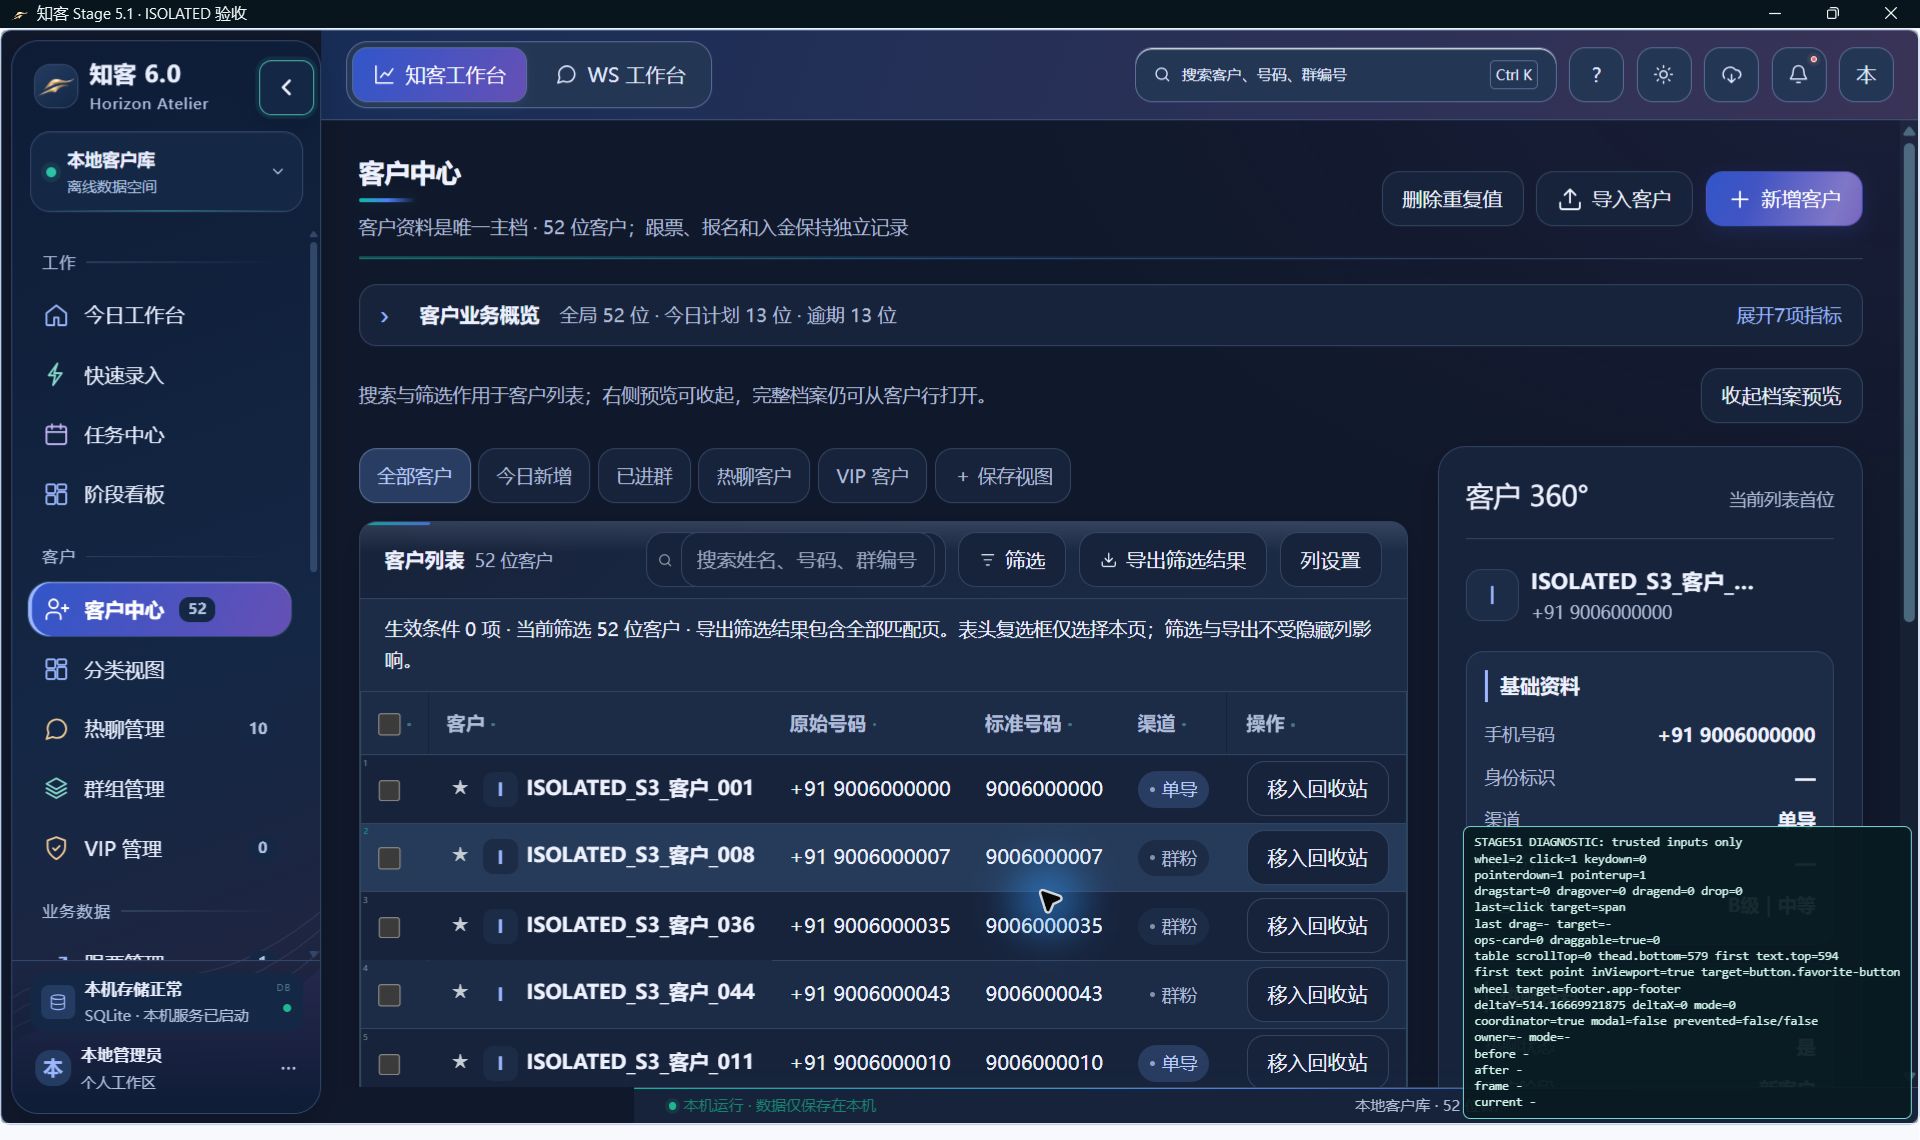 知客 Stage 5.1 · ISOLATED 验收
知客 6.0
Horizon Atelier
知客工作台
WS 工作台
搜索客户、号码、群编号
Ctrl K
?
本
本地客户库
离线数据空间
工作
今日工作台
快速录入
任务中心
阶段看板
客户
客户中心 52
分类视图
热聊管理 10
群组管理
VIP 管理 0
业务数据
本机存储正常 DB
SQLite · 本机服务已启动
本 本地管理员
个人工作区
客户中心
客户资料是唯一主档 · 52 位客户；跟票、报名和入金保持独立记录
删除重复值
导入客户
新增客户
客户业务概览 全局 52 位 · 今日计划 13 位 · 逾期 13 位
展开7项指标
搜索与筛选作用于客户列表；右侧预览可收起，完整档案仍可从客户行打开。
收起档案预览
全部客户
今日新增
已进群
热聊客户
VIP 客户
+ 保存视图
客户列表 52 位客户
搜索姓名、号码、群编号
筛选
导出筛选结果
列设置
生效条件 0 项 · 当前筛选 52 位客户 · 导出筛选结果包含全部匹配页。表头复选框仅选择本页；筛选与导出不受隐藏列影
响。
客户 原始号码 标准号码 渠道 操作
1 I ISOLATED_S3_客户_001 +91 9006000000 9006000000 单导 移入回收站
2 I ISOLATED_S3_客户_008 +91 9006000007 9006000007 群粉 移入回收站
3 I ISOLATED_S3_客户_036 +91 9006000035 9006000035 群粉 移入回收站
4 I ISOLATED_S3_客户_044 +91 9006000043 9006000043 群粉 移入回收站
5 I ISOLATED_S3_客户_011 +91 9006000010 9006000010 单导 移入回收站
客户 360°
当前列表首位
I ISOLATED_S3_客户_...
+91 9006000000
基础资料
手机号码 +91 9006000000
身份标识 —
渠道 单导
B级 | 中等
是
STAGE51 DIAGNOSTIC: trusted inputs only
wheel=2 click=1 keydown=0
pointerdown=1 pointerup=1
dragstart=0 dragover=0 dragend=0 drop=0
last=click target=span
last drag=- target=-
ops-card=0 draggable=true=0
table scrollTop=0 thead.bottom=579 first text.top=594
first text point inViewport=true target=button.favorite-button
wheel target=footer.app-footer
deltaY=514.16669921875 deltaX=0 mode=0
coordinator=true modal=false prevented=false/false
owner=- mode=-
before -
after -
frame -
current -
本机运行 · 数据仅保存在本机
本地客户库 · 52